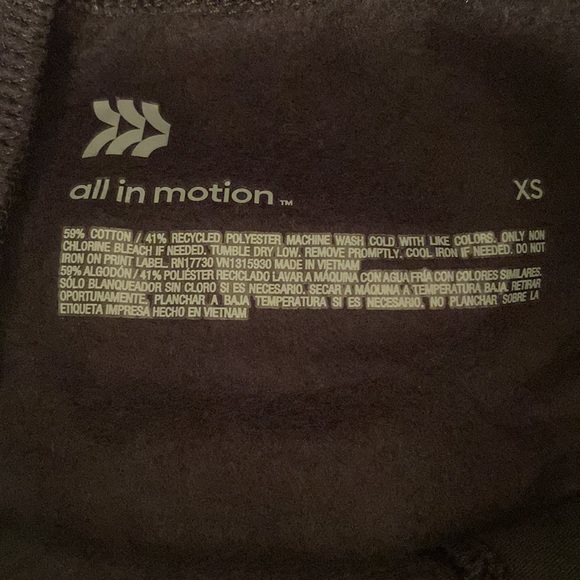 all in motion™
XS
59% COTTON / 41% RECYCLED POLYESTER MACHINE WASH COLD WITH LIKE COLORS. ONLY NON
CHLORINE BLEACH IF NEEDED. TUMBLE DRY LOW. REMOVE PROMPTLY. COOL IRON IF NEEDED. DO NOT
IRON ON PRINT LABEL. RN17730 VN1815930 MADE IN VIETNAM
59% ALGODÓN / 41% POLIÉSTER RECICLADO LAVAR A MÁQUINA CON AGUA FRÍA CON COLORES SIMILARES.
SÓLO BLANQUEADOR SIN CLORO SI ES NECESARIO. SECAR A MÁQUINA A TEMPERATURA BAJA. RETIRAR
OPORTUNAMENTE. PLANCHAR A BAJA TEMPERATURA SI ES NECESARIO. NO PLANCHAR SOBRE LA
ETIQUETA IMPRESA HECHO EN VIETNAM